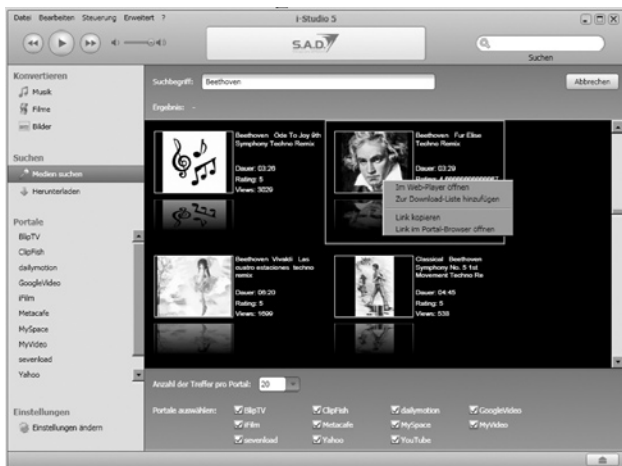 Datei Bearbeiten Steuerung Erweitert ?
i-Studio 5
S.A.D.
Suchen
Konvertieren
Musik
Filme
Bilder
Suchen
Medien suchen
Herunterladen
Portale
BlipTV
ClipFish
dailymotion
GoogleVideo
iFilm
Metacafe
MySpace
MyVideo
sevenload
Yahoo
Einstellungen
Einstellungen ändern
Suchbegriff: Beethoven
Abbrechen
Ergebnis: -
Beethoven Ode To Joy 9th
Symphony Techno Remix
Dauer: 03:26
Rating: 5
Views: 3029
Beethoven Fur Elise
Techno Remix
Dauer: 03:29
Im Web-Player öffnen
Zur Download-Liste hinzufügen
Link kopieren
Link im Portal-Browser öffnen
Beethoven Vivaldi Las
cuatro estaciones techno
remix
Dauer: 06:20
Rating: 5
Views: 1699
Classical Beethoven
Symphony No. 5 1st
Movement Techno Re
Dauer: 04:45
Rating: 5
Views: 538
Anzahl der Treffer pro Portal: 20
Portale auswählen: BlipTV ClipFish dailymotion GoogleVideo
iFilm Metacafe MySpace MyVideo
sevenload Yahoo YouTube